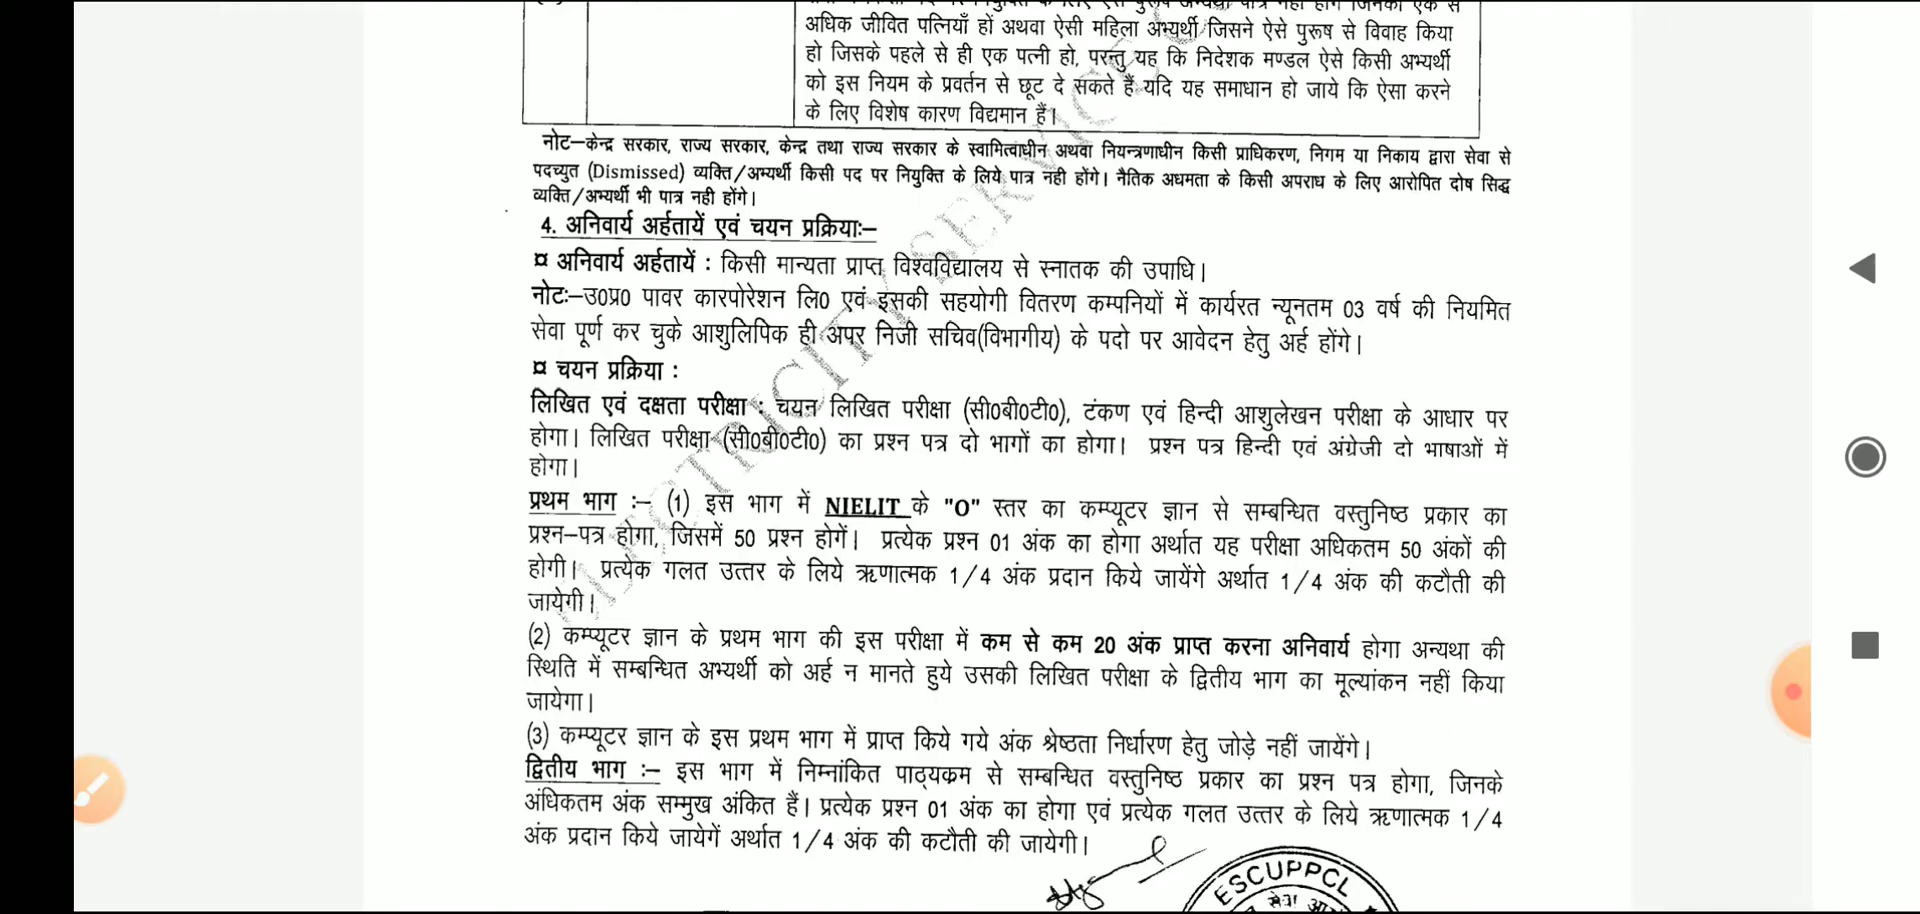 अधिक जीवित पत्नियाँ हों अथवा ऐसी महिला अभ्यर्थी जिसने ऐसे पुरूष से विवाह किया
हो जिसके पहले से ही एक पत्नी हो, परन्तु यह कि निदेशक मण्डल ऐसे किसी अभ्यर्थी
को इस नियम के प्रवर्तन से छूट दे सकते हैं यदि यह समाधान हो जाये कि ऐसा करने
के लिए विशेष कारण विद्यमान हैं।
नोट–केन्द्र सरकार, राज्य सरकार, केन्द्र तथा राज्य सरकार के स्वामित्वाधीन अथवा नियन्त्रणाधीन किसी प्राधिकरण, निगम या निकाय द्वारा सेवा से
पदच्युत (Dismissed) व्यक्ति/अभ्यर्थी किसी पद पर नियुक्ति के लिये पात्र नही होंगे। नैतिक अधमता के किसी अपराध के लिए आरोपित दोष सिद्ध
व्यक्ति/अभ्यर्थी भी पात्र नही होंगे।
4. अनिवार्य अर्हतायें एवं चयन प्रक्रियाः–
¤ अनिवार्य अर्हतायें : किसी मान्यता प्राप्त विश्वविद्यालय से स्नातक की उपाधि।
नोटः–उ0प्र0 पावर कारपोरेशन लि0 एवं इसकी सहयोगी वितरण कम्पनियों में कार्यरत न्यूनतम 03 वर्ष की नियमित
सेवा पूर्ण कर चुके आशुलिपिक ही अपर निजी सचिव(विभागीय) के पदो पर आवेदन हेतु अर्ह होंगे।
¤ चयन प्रक्रिया :
लिखित एवं दक्षता परीक्षा : चयन लिखित परीक्षा (सी0बी0टी0), टंकण एवं हिन्दी आशुलेखन परीक्षा के आधार पर
होगा। लिखित परीक्षा (सी0बी0टी0) का प्रश्न पत्र दो भागों का होगा। प्रश्न पत्र हिन्दी एवं अंग्रेजी दो भाषाओं में
होगा।
प्रथम भाग :– (1) इस भाग में NIELIT के "O" स्तर का कम्प्यूटर ज्ञान से सम्बन्धित वस्तुनिष्ठ प्रकार का
प्रश्न–पत्र होगा, जिसमें 50 प्रश्न होगें। प्रत्येक प्रश्न 01 अंक का होगा अर्थात यह परीक्षा अधिकतम 50 अंकों की
होगी। प्रत्येक गलत उत्तर के लिये ऋणात्मक 1/4 अंक प्रदान किये जायेंगे अर्थात 1/4 अंक की कटौती की
जायेगी।
(2) कम्प्यूटर ज्ञान के प्रथम भाग की इस परीक्षा में कम से कम 20 अंक प्राप्त करना अनिवार्य होगा अन्यथा की
स्थिति में सम्बन्धित अभ्यर्थी को अर्ह न मानते हुये उसकी लिखित परीक्षा के द्वितीय भाग का मूल्यांकन नहीं किया
जायेगा।
(3) कम्प्यूटर ज्ञान के इस प्रथम भाग में प्राप्त किये गये अंक श्रेष्ठता निर्धारण हेतु जोड़े नहीं जायेंगे।
द्वितीय भाग :– इस भाग में निम्नांकित पाठ्यक्रम से सम्बन्धित वस्तुनिष्ठ प्रकार का प्रश्न पत्र होगा, जिनके
अधिकतम अंक सम्मुख अंकित हैं। प्रत्येक प्रश्न 01 अंक का होगा एवं प्रत्येक गलत उत्तर के लिये ऋणात्मक 1/4
अंक प्रदान किये जायेगें अर्थात 1/4 अंक की कटौती की जायेगी।
ELECTRICITY SERVICE
ESCUPPCL